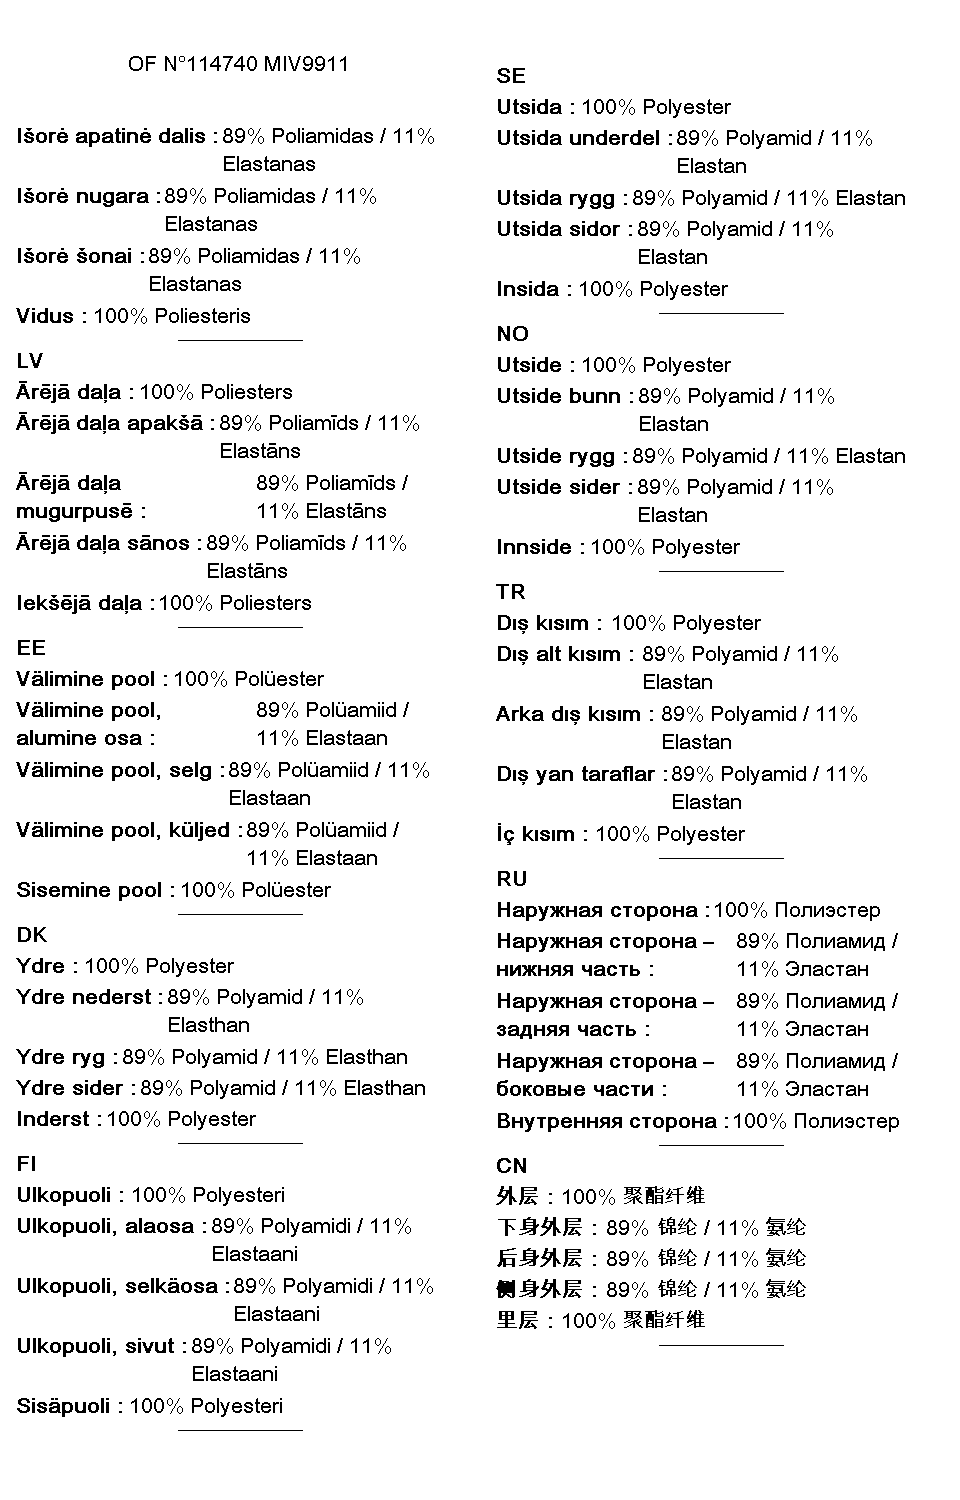 OF N°114740 MIV9911
Išorė apatinė dalis : 89% Poliamidas / 11%
Elastanas
Išorė nugara : 89% Poliamidas / 11%
Elastanas
Išorė šonai : 89% Poliamidas / 11%
Elastanas
Vidus : 100% Poliesteris
LV
Ārējā daļa : 100% Poliesters
Ārējā daļa apakšā : 89% Poliamīds / 11%
Elastāns
Ārējā daļa 89% Poliamīds /
mugurpusē : 11% Elastāns
Ārējā daļa sānos : 89% Poliamīds / 11%
Elastāns
Iekšējā daļa : 100% Poliesters
EE
Välimine pool : 100% Polüester
Välimine pool, 89% Polüamiid /
alumine osa : 11% Elastaan
Välimine pool, selg : 89% Polüamiid / 11%
Elastaan
Välimine pool, küljed : 89% Polüamiid /
11% Elastaan
Sisemine pool : 100% Polüester
DK
Ydre : 100% Polyester
Ydre nederst : 89% Polyamid / 11%
Elasthan
Ydre ryg : 89% Polyamid / 11% Elasthan
Ydre sider : 89% Polyamid / 11% Elasthan
Inderst : 100% Polyester
FI
Ulkopuoli : 100% Polyesteri
Ulkopuoli, alaosa : 89% Polyamidi / 11%
Elastaani
Ulkopuoli, selkäosa : 89% Polyamidi / 11%
Elastaani
Ulkopuoli, sivut : 89% Polyamidi / 11%
Elastaani
Sisäpuoli : 100% Polyesteri
SE
Utsida : 100% Polyester
Utsida underdel : 89% Polyamid / 11%
Elastan
Utsida rygg : 89% Polyamid / 11% Elastan
Utsida sidor : 89% Polyamid / 11%
Elastan
Insida : 100% Polyester
NO
Utside : 100% Polyester
Utside bunn : 89% Polyamid / 11%
Elastan
Utside rygg : 89% Polyamid / 11% Elastan
Utside sider : 89% Polyamid / 11%
Elastan
Innside : 100% Polyester
TR
Dış kısım : 100% Polyester
Dış alt kısım : 89% Polyamid / 11%
Elastan
Arka dış kısım : 89% Polyamid / 11%
Elastan
Dış yan taraflar : 89% Polyamid / 11%
Elastan
İç kısım : 100% Polyester
RU
Наружная сторона : 100% Полиэстер
Наружная сторона – 89% Полиамид /
нижняя часть : 11% Эластан
Наружная сторона – 89% Полиамид /
задняя часть : 11% Эластан
Наружная сторона – 89% Полиамид /
боковые части : 11% Эластан
Внутренняя сторона : 100% Полиэстер
CN
外层 : 100% 聚酯纤维
下身外层 : 89% 锦纶 / 11% 氨纶
后身外层 : 89% 锦纶 / 11% 氨纶
侧身外层 : 89% 锦纶 / 11% 氨纶
里层 : 100% 聚酯纤维